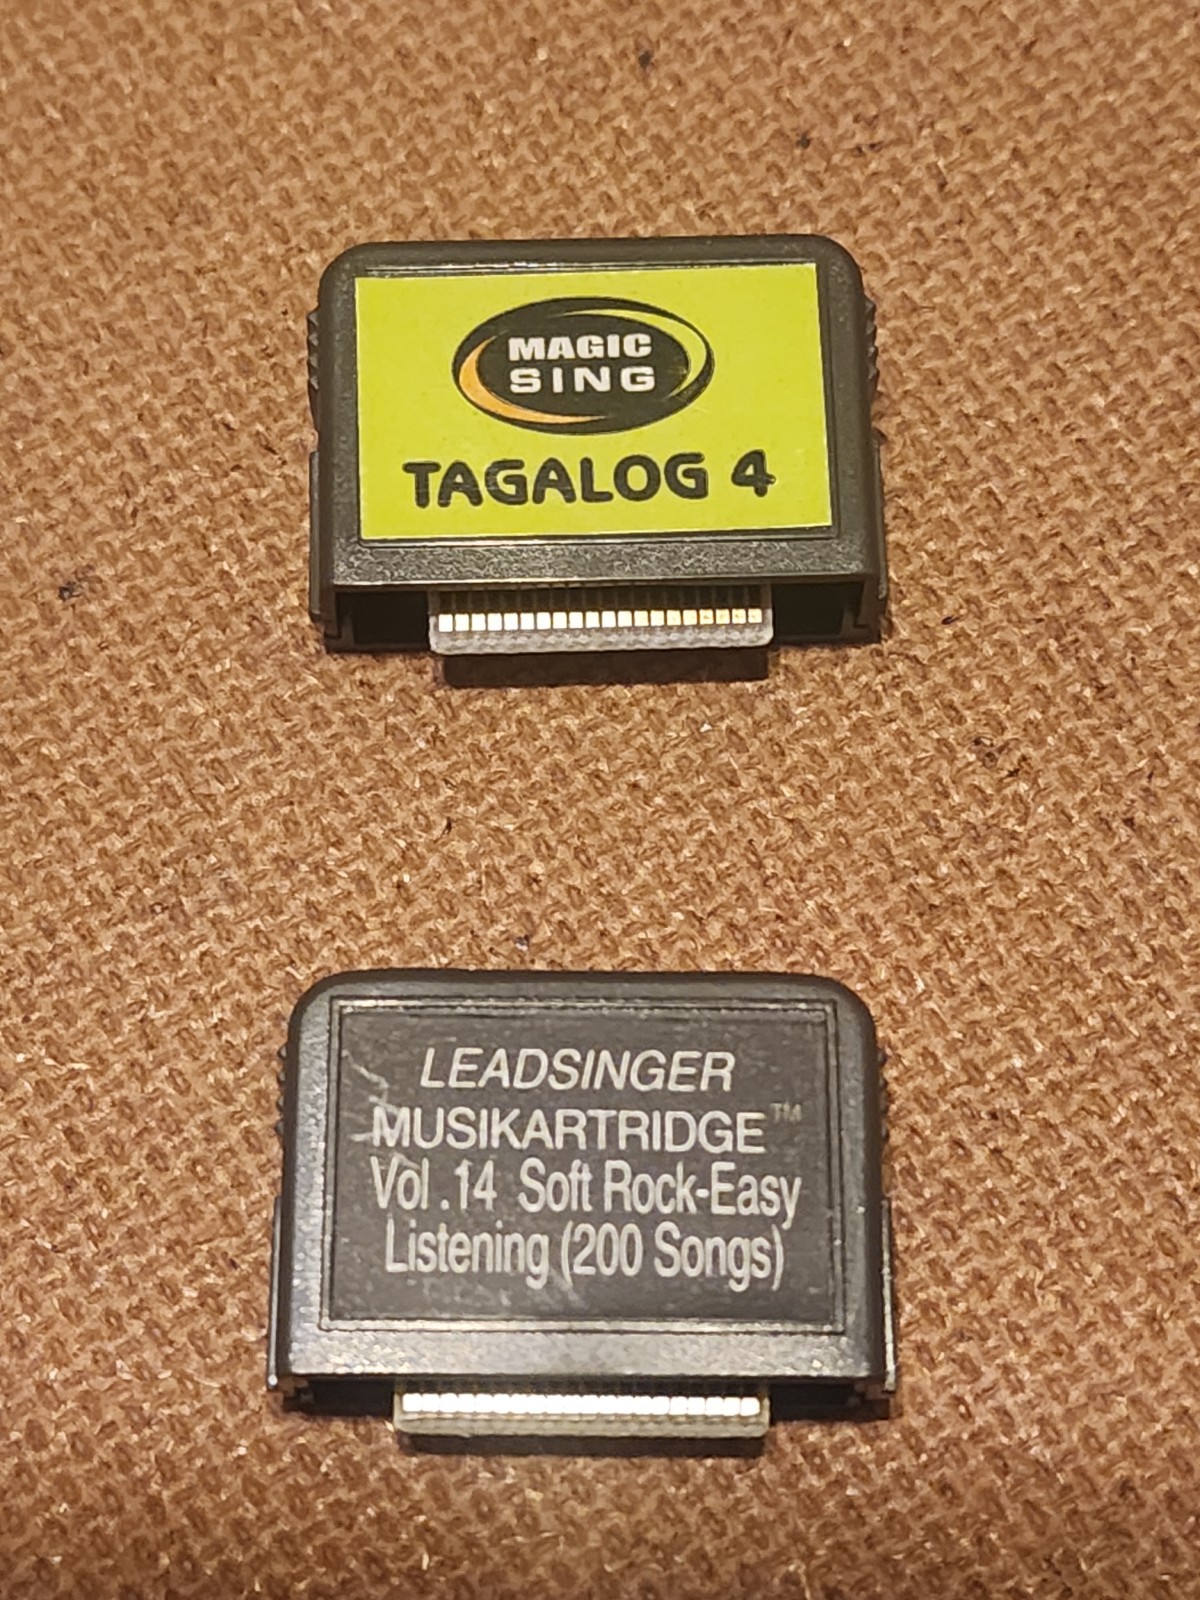 MAGIC
SING
TAGALOG 4
LEADSINGER
MUSIKARTRIDGE™
Vol .14 Soft Rock-Easy
Listening (200 Songs)